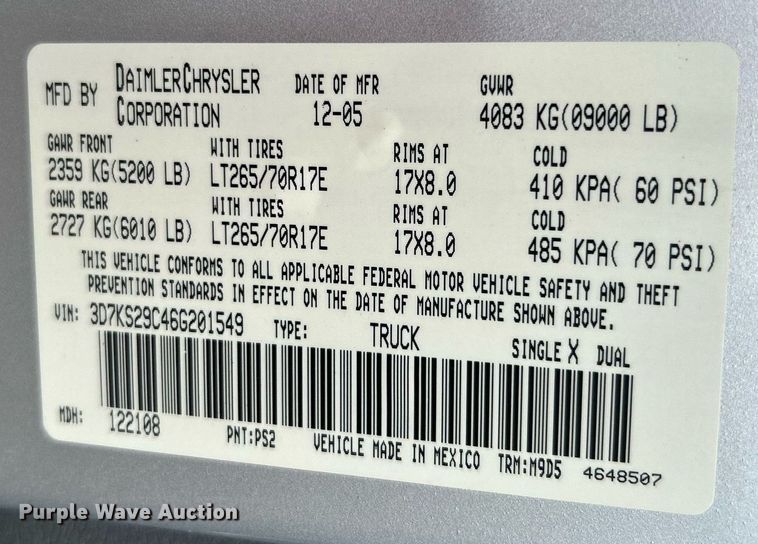 MFD BY DAIMLERCHRYSLER CORPORATION DATE OF MFR 12-05 GVWR 4083 KG(09000 LB)
GAWR FRONT WITH TIRES RIMS AT COLD
2359 KG(5200 LB) LT265/70R17E 17X8.0 410 KPA( 60 PSI)
GAWR REAR WITH TIRES RIMS AT COLD
2727 KG(6010 LB) LT265/70R17E 17X8.0 485 KPA( 70 PSI)
THIS VEHICLE CONFORMS TO ALL APPLICABLE FEDERAL MOTOR VEHICLE SAFETY AND THEFT
PREVENTION STANDARDS IN EFFECT ON THE DATE OF MANUFACTURE SHOWN ABOVE.
VIN: 3D7KS29C46G201549 TYPE: TRUCK SINGLE X DUAL
MDH: 122108 PNT:PS2 VEHICLE MADE IN MEXICO TRM:M9D5 4648507
Purple Wave Auction